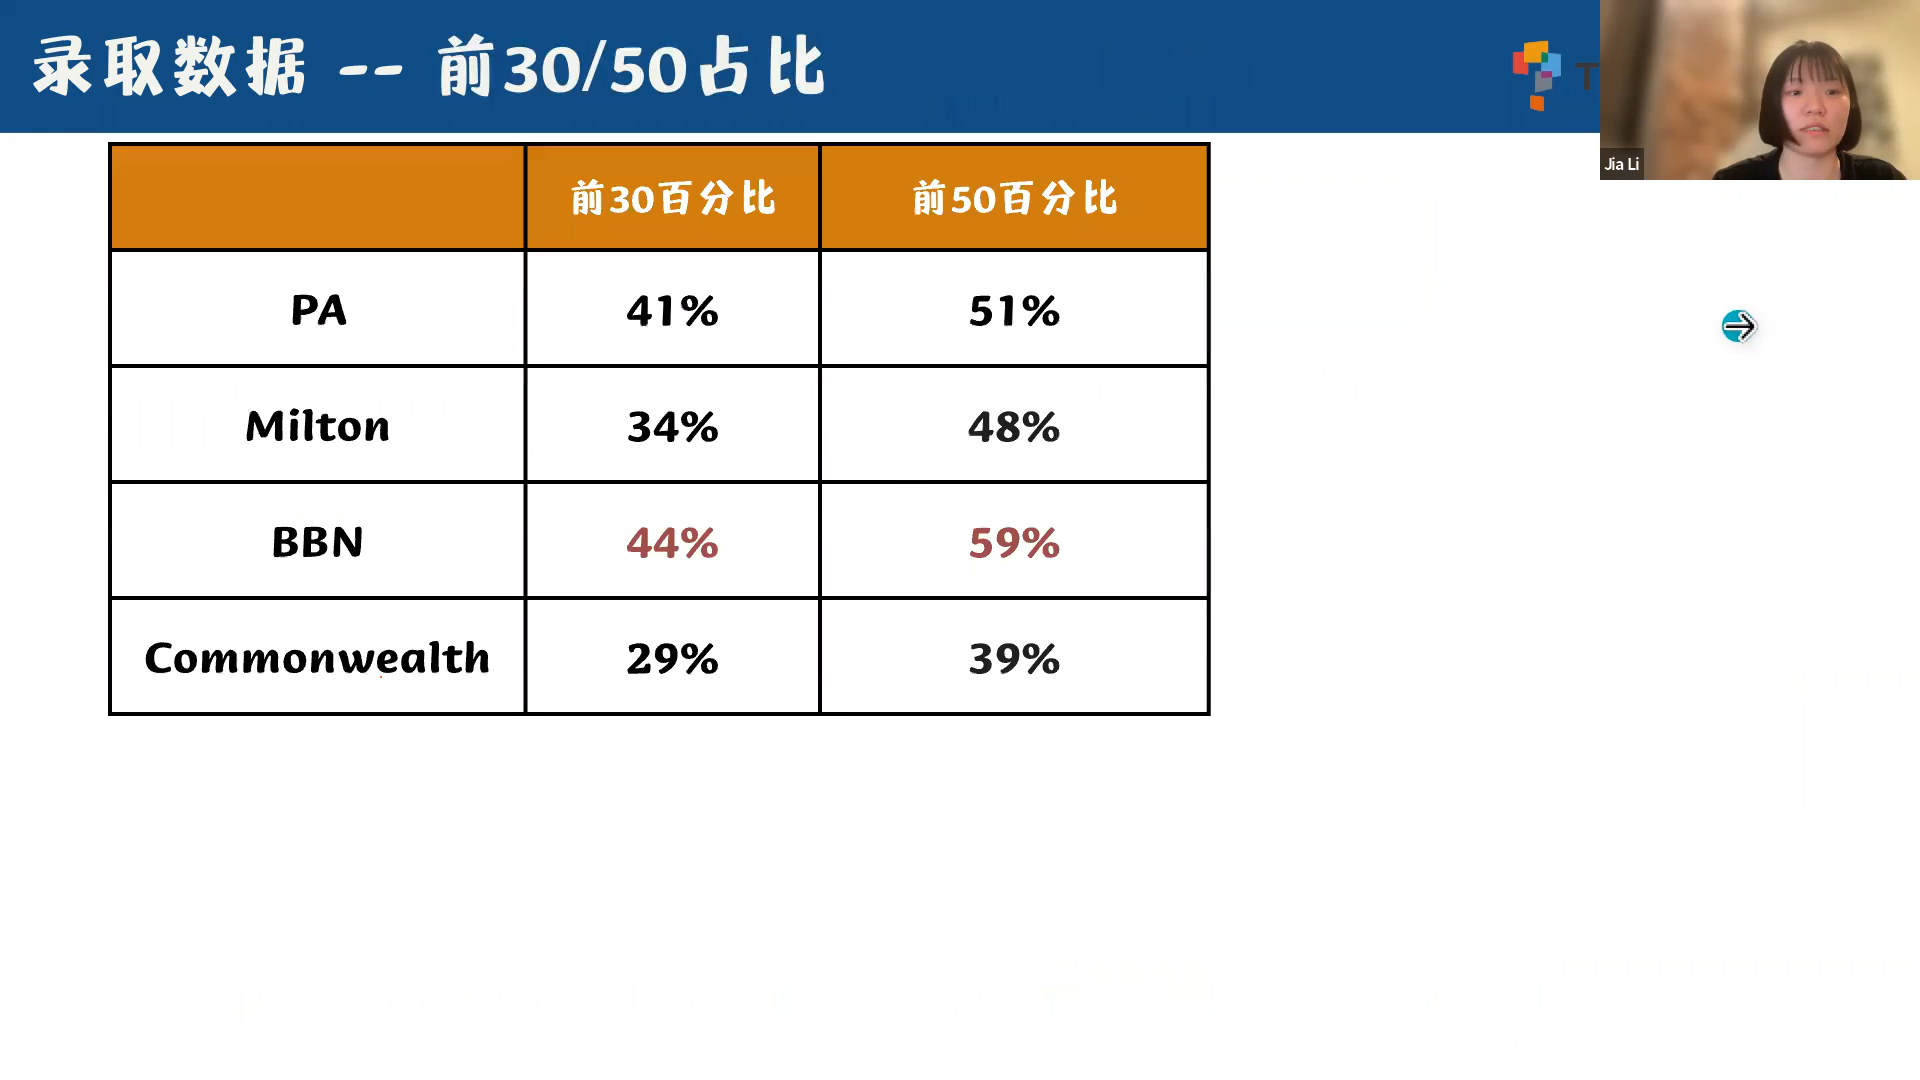 录取数据 -- 前30/50占比
T
Jia Li
前30百分比 前50百分比
PA 41% 51%
Milton 34% 48%
BBN 44% 59%
Commonwealth 29% 39%